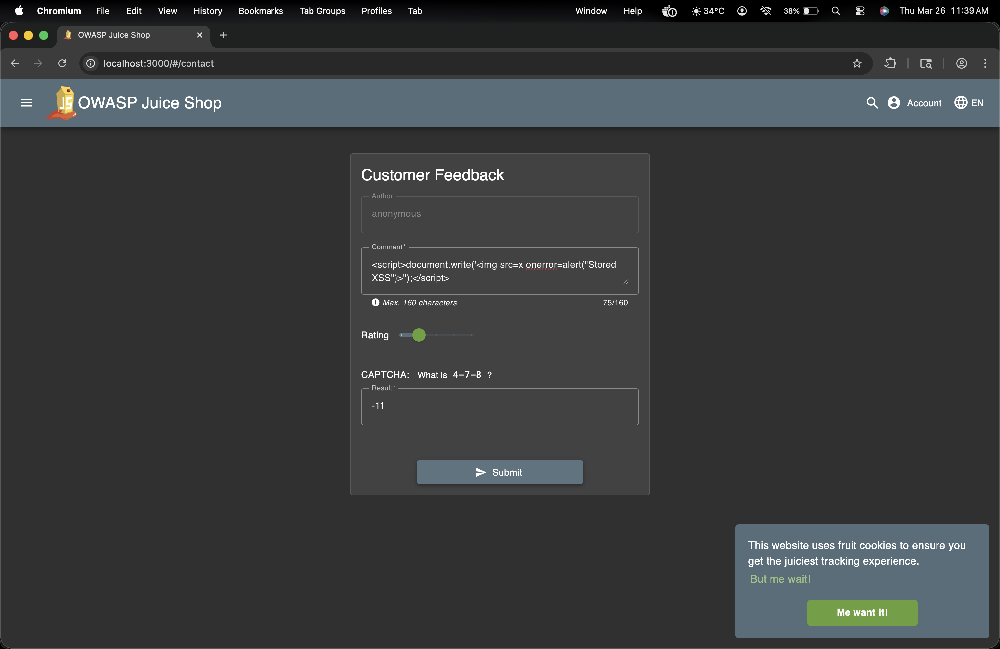 Chromium File Edit View History Bookmarks Tab Groups Profiles Tab Window Help 34°C 38% Thu Mar 26 11:39 AM
OWASP Juice Shop
localhost:3000/#/contact
JS OWASP Juice Shop Account EN
Customer Feedback
Author
anonymous
Comment*
<script>document.write('<img src=x onerror=alert("Stored
XSS")>");</script>
Max. 160 characters 75/160
Rating
CAPTCHA: What is 4–7–8 ?
Result*
-11
Submit
This website uses fruit cookies to ensure you
get the juiciest tracking experience.
But me wait!
Me want it!